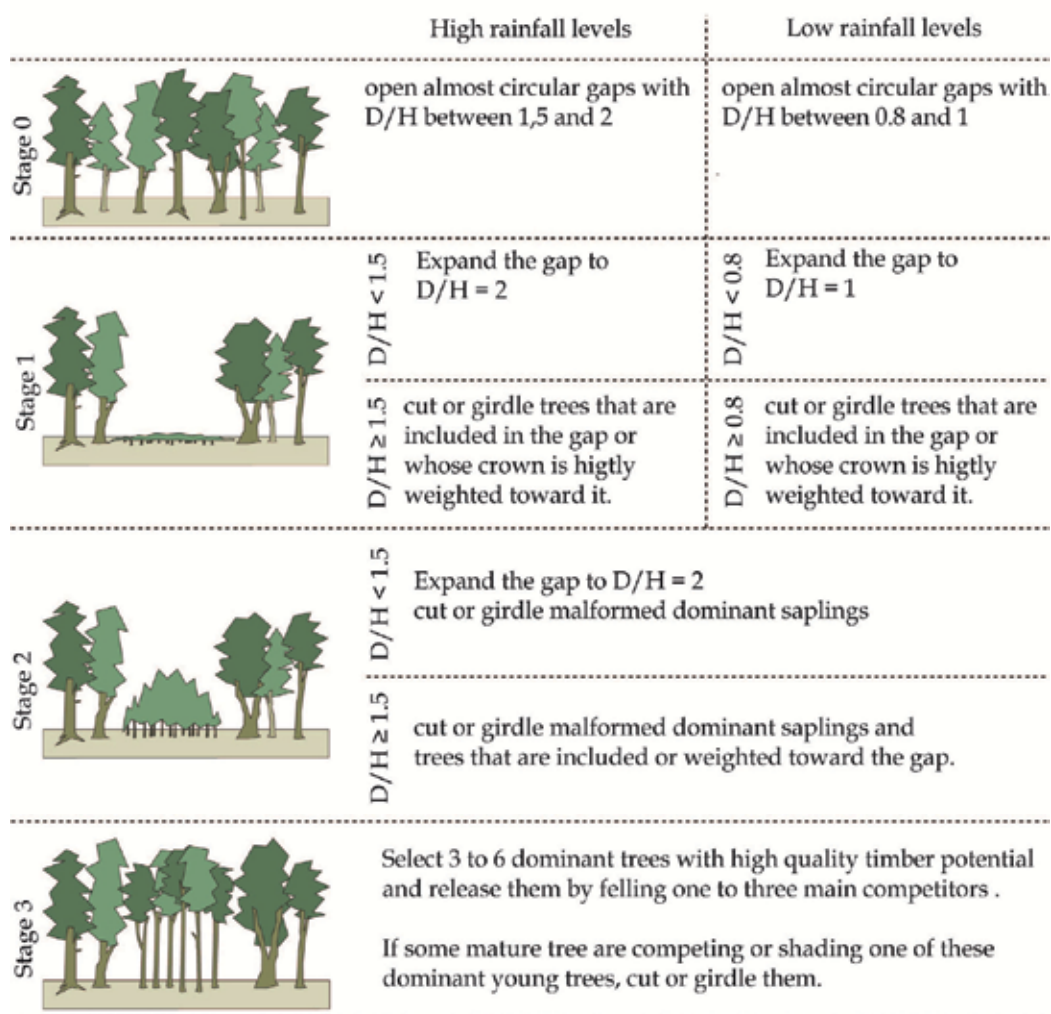 High rainfall levels
Low rainfall levels
Stage 0
open almost circular gaps with
D/H between 1,5 and 2
open almost circular gaps with
D/H between 0.8 and 1
Stage 1
D/H < 1.5
Expand the gap to
D/H = 2
D/H < 0.8
Expand the gap to
D/H = 1
D/H ≥ 1.5
cut or girdle trees that are
included in the gap or
whose crown is higtly
weighted toward it.
D/H ≥ 0.8
cut or girdle trees that are
included in the gap or
whose crown is higtly
weighted toward it.
Stage 2
D/H < 1.5
Expand the gap to D/H = 2
cut or girdle malformed dominant saplings
D/H ≥ 1.5
cut or girdle malformed dominant saplings and
trees that are included or weighted toward the gap.
Stage 3
Select 3 to 6 dominant trees with high quality timber potential
and release them by felling one to three main competitors .
If some mature tree are competing or shading one of these
dominant young trees, cut or girdle them.